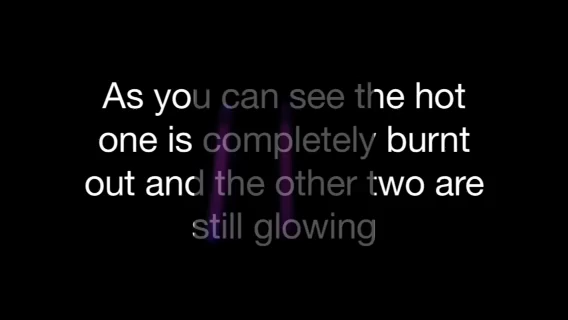 As you can see the hot
one is completely burnt
out and the other two are
still glowing